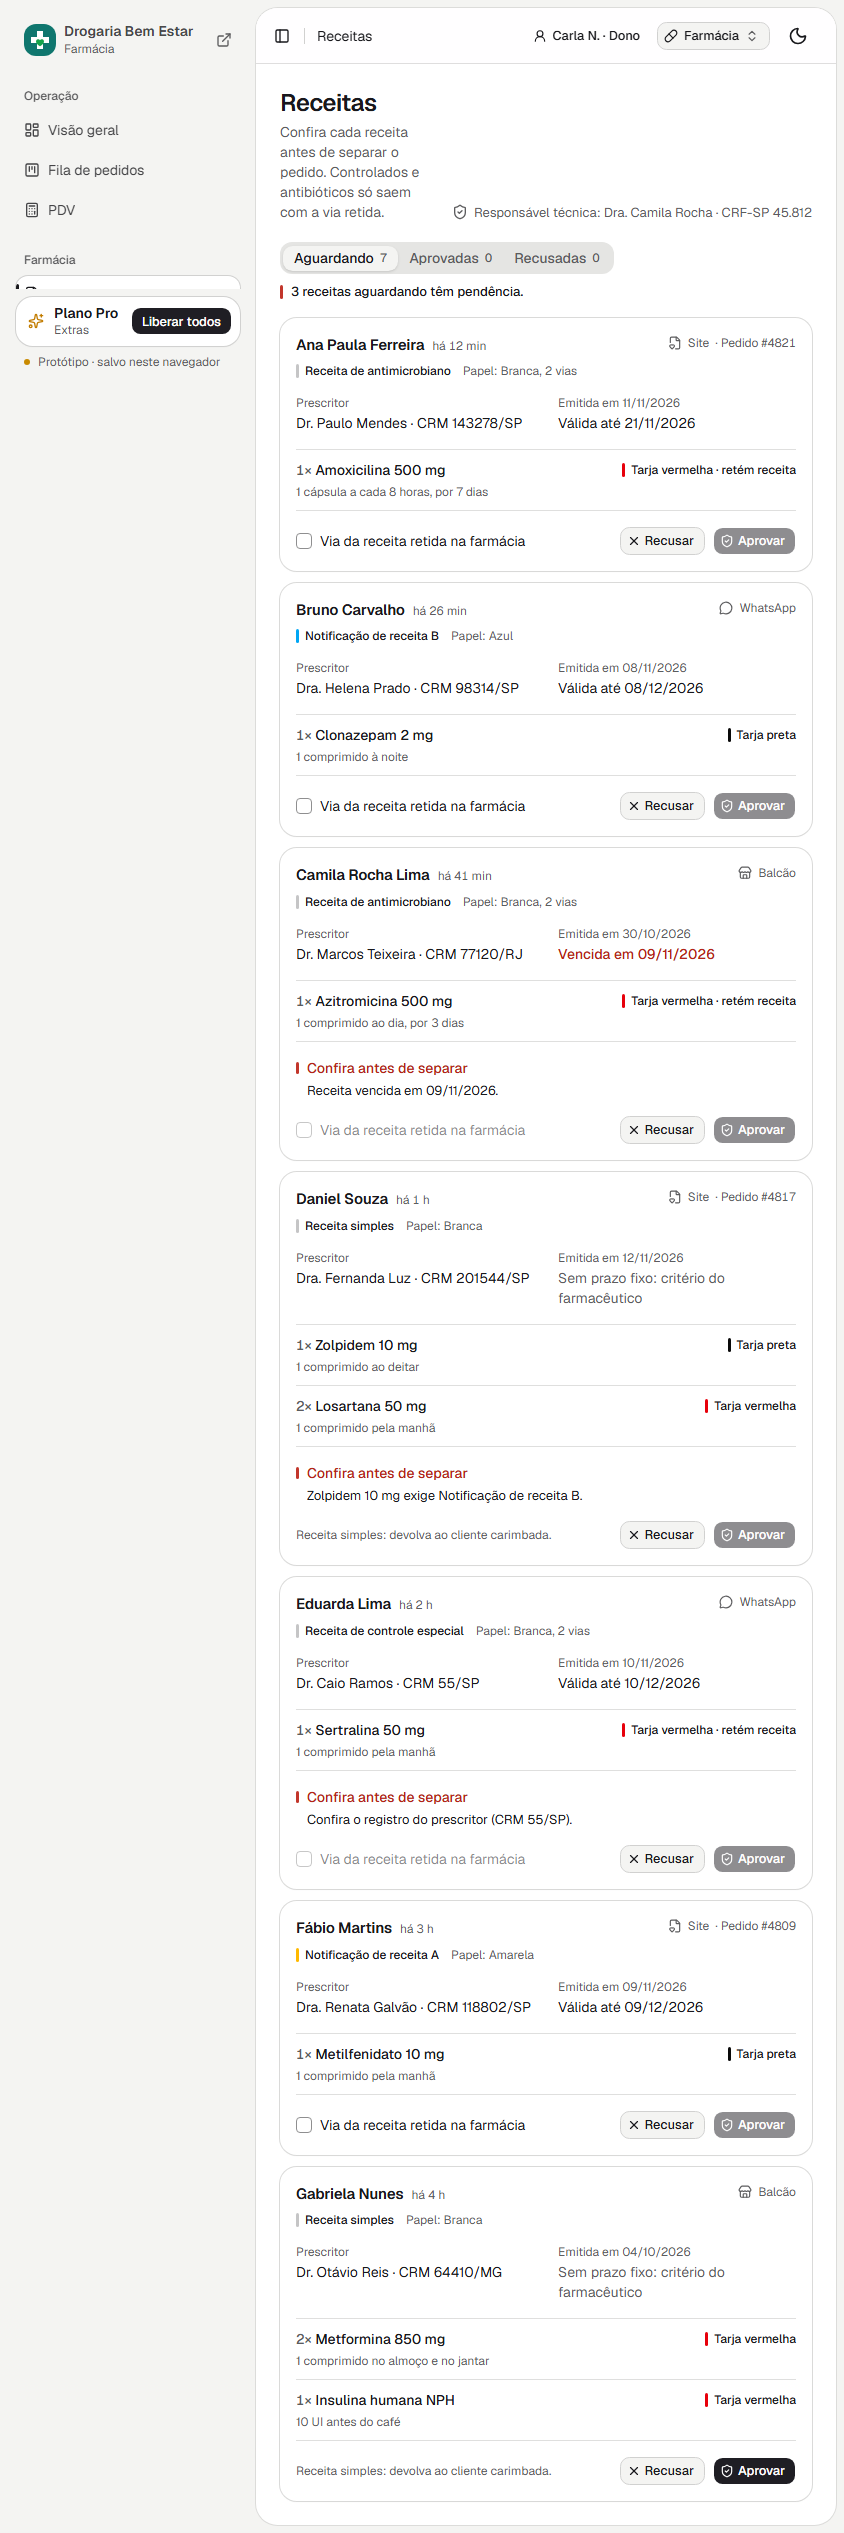 Drogaria Bem Estar
Farmácia
Operação
Visão geral
Fila de pedidos
PDV
Farmácia
Plano Pro
Extras
Liberar todos
Protótipo · salvo neste navegador
Receitas
Carla N. · Dono
Farmácia
Receitas
Confira cada receita
antes de separar o
pedido. Controlados e
antibióticos só saem
com a via retida.
Responsável técnica: Dra. Camila Rocha · CRF-SP 45.812
Aguardando 7
Aprovadas 0
Recusadas 0
3 receitas aguardando têm pendência.
Ana Paula Ferreira há 12 min
Site · Pedido #4821
Receita de antimicrobiano Papel: Branca, 2 vias
Prescritor
Dr. Paulo Mendes · CRM 143278/SP
Emitida em 11/11/2026
Válida até 21/11/2026
1× Amoxicilina 500 mg
Tarja vermelha · retém receita
1 cápsula a cada 8 horas, por 7 dias
Via da receita retida na farmácia
Recusar
Aprovar
Bruno Carvalho há 26 min
WhatsApp
Notificação de receita B Papel: Azul
Prescritor
Dra. Helena Prado · CRM 98314/SP
Emitida em 08/11/2026
Válida até 08/12/2026
1× Clonazepam 2 mg
Tarja preta
1 comprimido à noite
Via da receita retida na farmácia
Recusar
Aprovar
Camila Rocha Lima há 41 min
Balcão
Receita de antimicrobiano Papel: Branca, 2 vias
Prescritor
Dr. Marcos Teixeira · CRM 77120/RJ
Emitida em 30/10/2026
Vencida em 09/11/2026
1× Azitromicina 500 mg
Tarja vermelha · retém receita
1 comprimido ao dia, por 3 dias
Confira antes de separar
Receita vencida em 09/11/2026.
Via da receita retida na farmácia
Recusar
Aprovar
Daniel Souza há 1 h
Site · Pedido #4817
Receita simples Papel: Branca
Prescritor
Dra. Fernanda Luz · CRM 201544/SP
Emitida em 12/11/2026
Sem prazo fixo: critério do
farmacêutico
1× Zolpidem 10 mg
Tarja preta
1 comprimido ao deitar
2× Losartana 50 mg
Tarja vermelha
1 comprimido pela manhã
Confira antes de separar
Zolpidem 10 mg exige Notificação de receita B.
Receita simples: devolva ao cliente carimbada.
Recusar
Aprovar
Eduarda Lima há 2 h
WhatsApp
Receita de controle especial Papel: Branca, 2 vias
Prescritor
Dr. Caio Ramos · CRM 55/SP
Emitida em 10/11/2026
Válida até 10/12/2026
1× Sertralina 50 mg
Tarja vermelha · retém receita
1 comprimido pela manhã
Confira antes de separar
Confira o registro do prescritor (CRM 55/SP).
Via da receita retida na farmácia
Recusar
Aprovar
Fábio Martins há 3 h
Site · Pedido #4809
Notificação de receita A Papel: Amarela
Prescritor
Dra. Renata Galvão · CRM 118802/SP
Emitida em 09/11/2026
Válida até 09/12/2026
1× Metilfenidato 10 mg
Tarja preta
1 comprimido pela manhã
Via da receita retida na farmácia
Recusar
Aprovar
Gabriela Nunes há 4 h
Balcão
Receita simples Papel: Branca
Prescritor
Dr. Otávio Reis · CRM 64410/MG
Emitida em 04/10/2026
Sem prazo fixo: critério do
farmacêutico
2× Metformina 850 mg
Tarja vermelha
1 comprimido no almoço e no jantar
1× Insulina humana NPH
Tarja vermelha
10 UI antes do café
Receita simples: devolva ao cliente carimbada.
Recusar
Aprovar